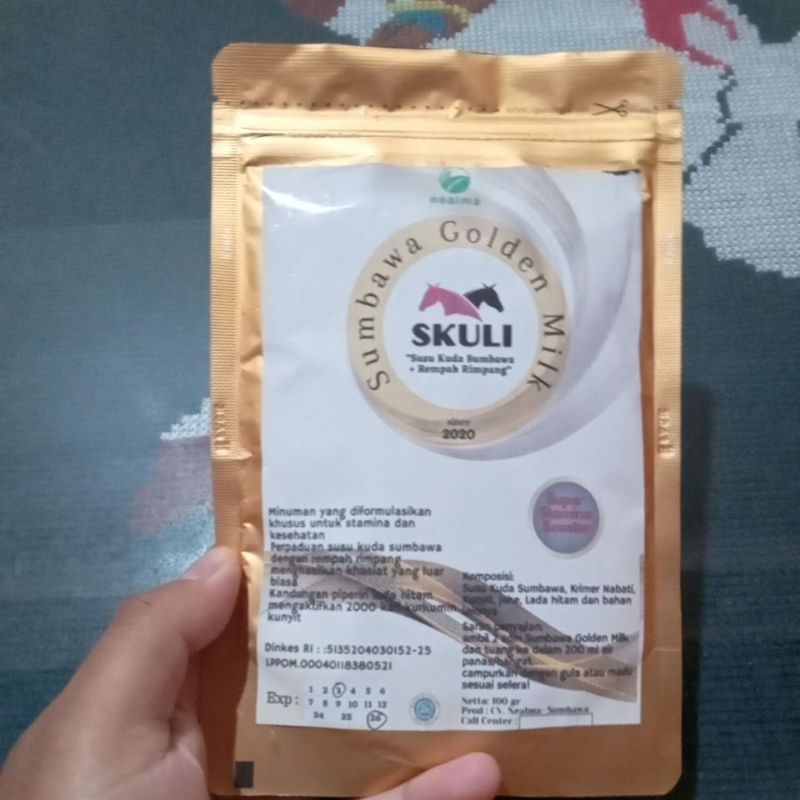 nealma
Sumbawa Golden Milk
SKULI
"Susu Kuda Sumbawa
+ Rempah Rimpang"
since
2020
Minuman yang diformulasikan
khusus untuk stamina dan
kesehatan
Perpaduan susu kuda sumbawa
dengan rempah rimpang
menghasilkan khasiat yang luar
biasa
Kandungan piperin lada hitam
mengaktifkan 2000 kali kurkumin
kunyit
Dinkes RI : :5135204030152-25
LPPOM.00040118380521
Exp :
1 2 3 4 5 6
7 8 9 10 11 12
24 25 26
Komposisi:
Susu Kuda Sumbawa, Krimer Nabati,
Kunyit, jahe, Lada hitam dan bahan
lainnya
Saran penyajian:
ambil 2 sdm Sumbawa Golden Milk
dan tuang ke dalam 200 ml air
panas/hangat.
campurkan dengan gula atau madu
sesuai selera!
Netto: 100 gr
Prod : CV. Nealma- Sumbawa
Call Center :